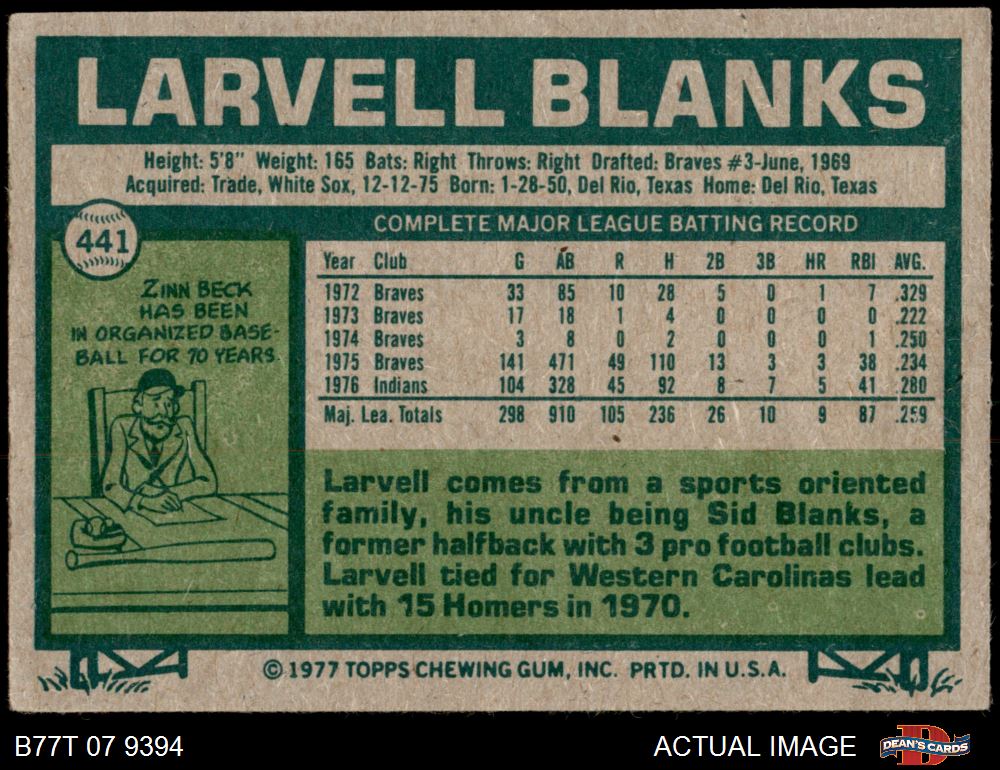 LARVELL BLANKS
Height: 5'8" Weight: 165 Bats: Right Throws: Right Drafted: Braves #3-June, 1969
Acquired: Trade, White Sox, 12-12-75 Born: 1-28-50, Del Rio, Texas Home: Del Rio, Texas
441
ZINN BECK
HAS BEEN
IN ORGANIZED BASE-
BALL FOR 70 YEARS.
COMPLETE MAJOR LEAGUE BATTING RECORD
Year Club G AB R H 2B 3B HR RBI AVG.
1972 Braves 33 85 10 28 5 0 1 7 .329
1973 Braves 17 18 1 4 0 0 0 0 .222
1974 Braves 3 8 0 2 0 0 0 1 .250
1975 Braves 141 471 49 110 13 3 3 38 .234
1976 Indians 104 328 45 92 8 7 5 41 .280
Maj. Lea. Totals 298 910 105 236 26 10 9 87 .259
Larvell comes from a sports oriented
family, his uncle being Sid Blanks, a
former halfback with 3 pro football clubs.
Larvell tied for Western Carolinas lead
with 15 Homers in 1970.
© 1977 TOPPS CHEWING GUM, INC. PRTD. IN U.S.A.
B77T 07 9394
ACTUAL IMAGE
DEAN'S CARDS